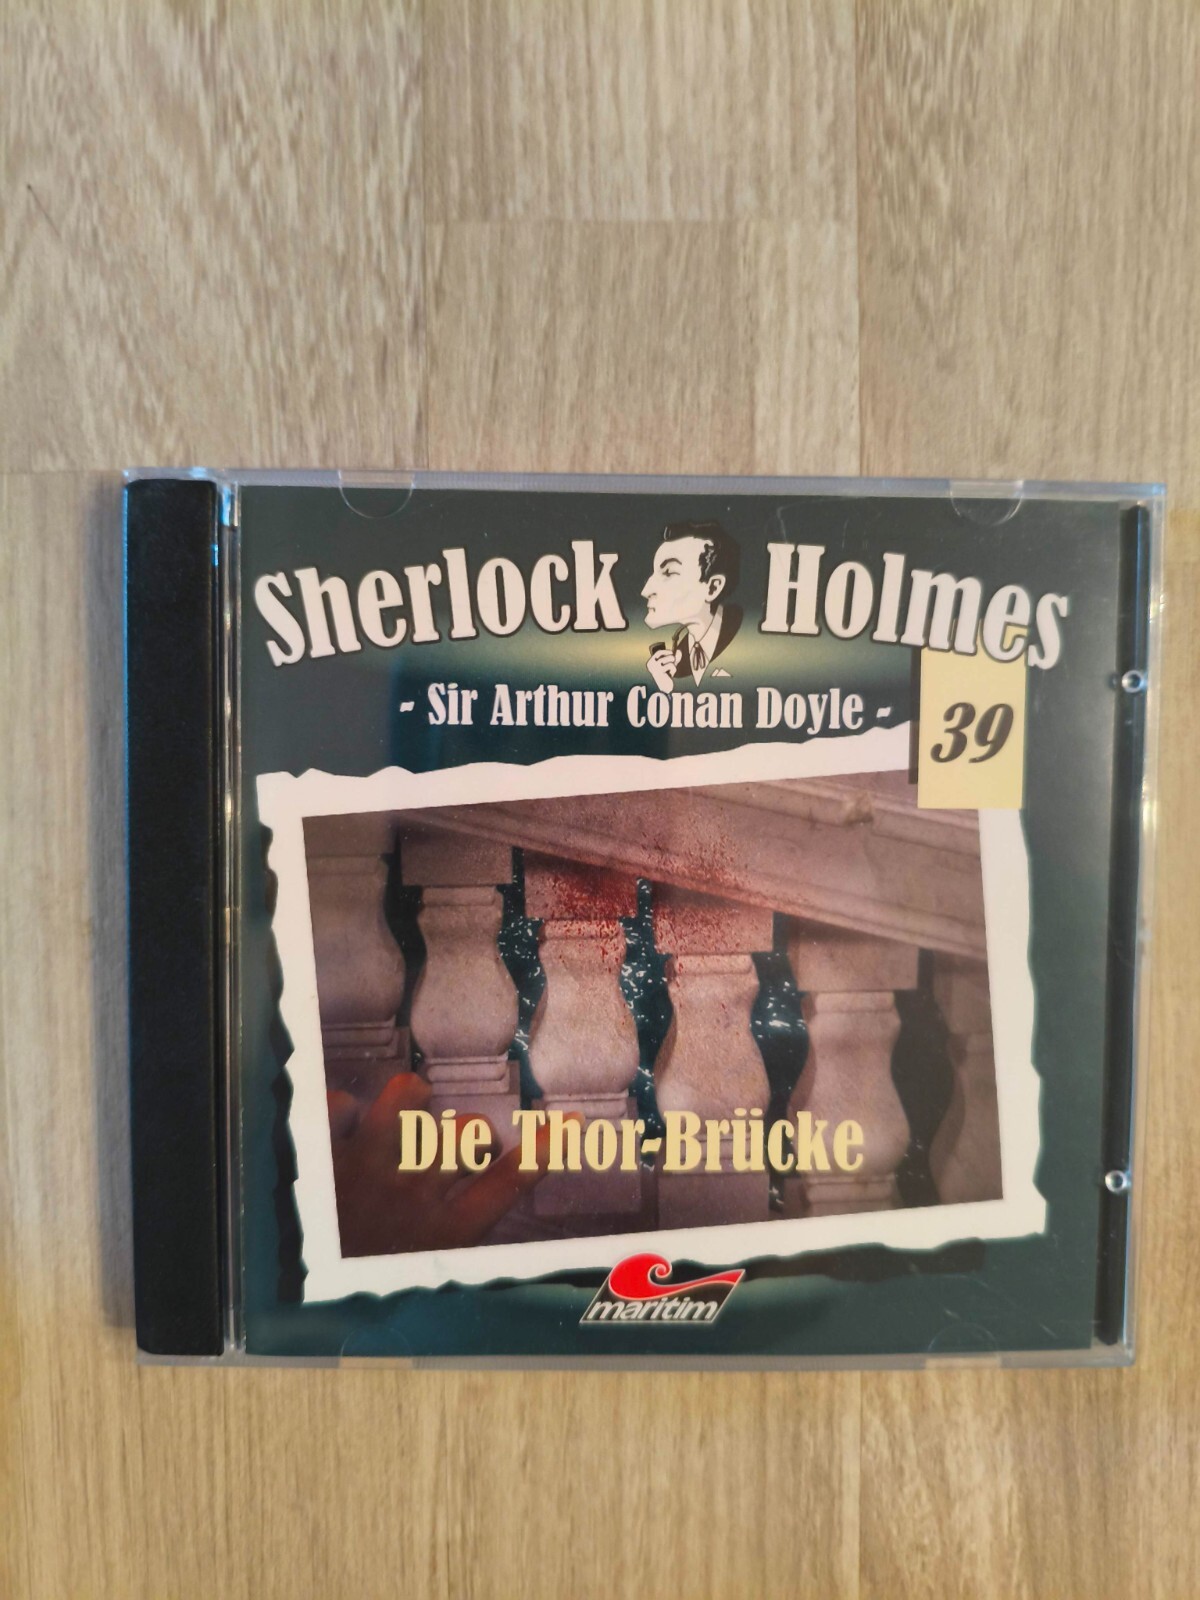 Sherlock Holmes
- Sir Arthur Conan Doyle -
39
Die Thor-Brücke
maritim